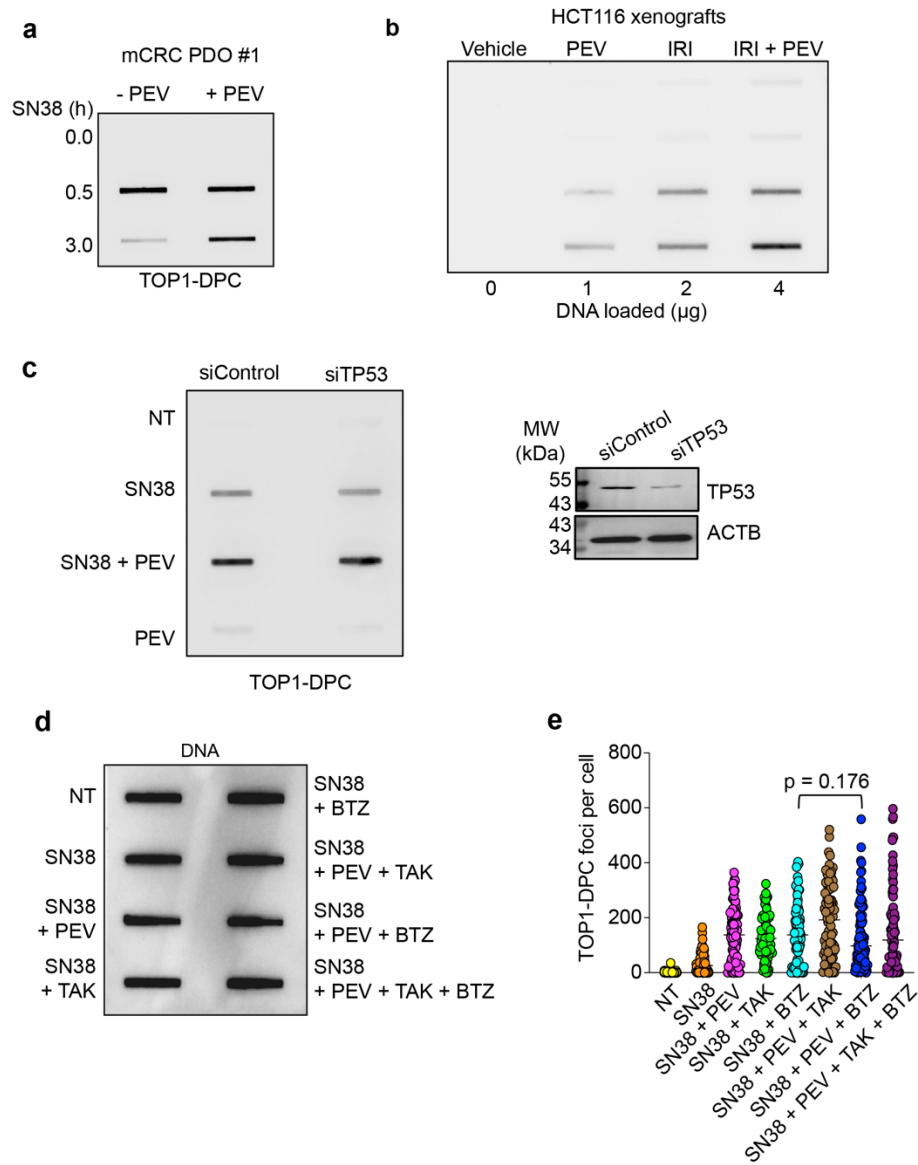 a
mCRC PDO #1
- PEV + PEV
SN38 (h)
0.0
0.5
3.0
TOP1-DPC
b
HCT116 xenografts
Vehicle PEV IRI IRI + PEV
0 1 2 4
DNA loaded (µg)
c
siControl siTP53
NT
SN38
SN38 + PEV
PEV
TOP1-DPC
MW
(kDa)
siControl
siTP53
55
43
TP53
43
34
ACTB
d
DNA
NT
SN38
SN38
+ PEV
SN38
+ TAK
SN38
+ BTZ
SN38
+ PEV + TAK
SN38
+ PEV + BTZ
SN38
+ PEV + TAK + BTZ
e
TOP1-DPC foci per cell
800
600
400
200
0
p = 0.176
NT
SN38
SN38 + PEV
SN38 + TAK
SN38 + BTZ
SN38 + PEV + TAK
SN38 + PEV + BTZ
SN38 + PEV + TAK + BTZ